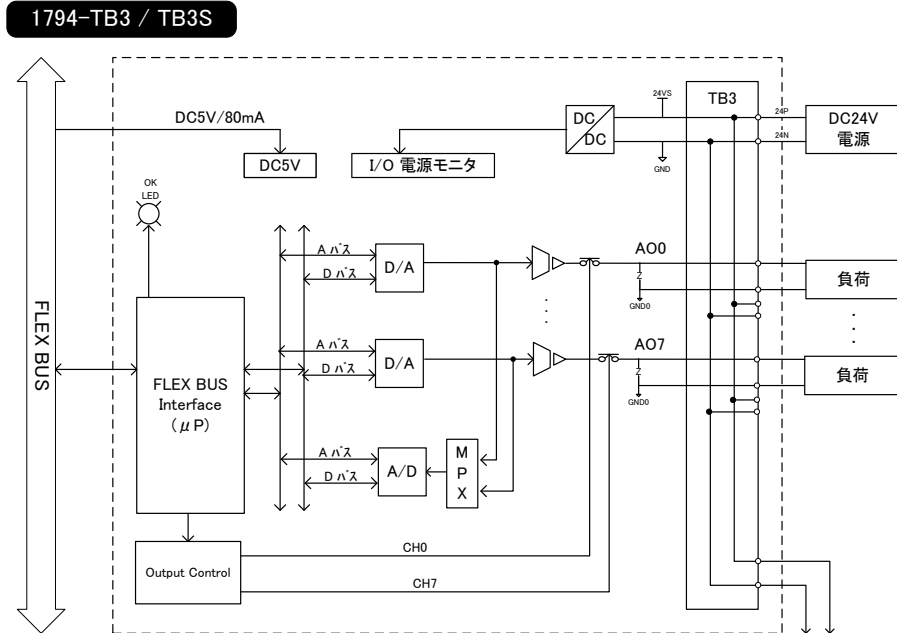 1794-TB3 / TB3S
FLEX BUS
DC5V/80mA
DC5V
I/O 電源モニタ
DC
DC
24VS
GND
TB3
24P
24N
DC24V
電源
OK
LED
FLEX BUS
Interface
(μP)
A バス
D バス
D/A
AO0
GND0
負荷
A バス
D バス
D/A
AO7
GND0
負荷
A バス
D バス
A/D
M
P
X
Output Control
CH0
CH7